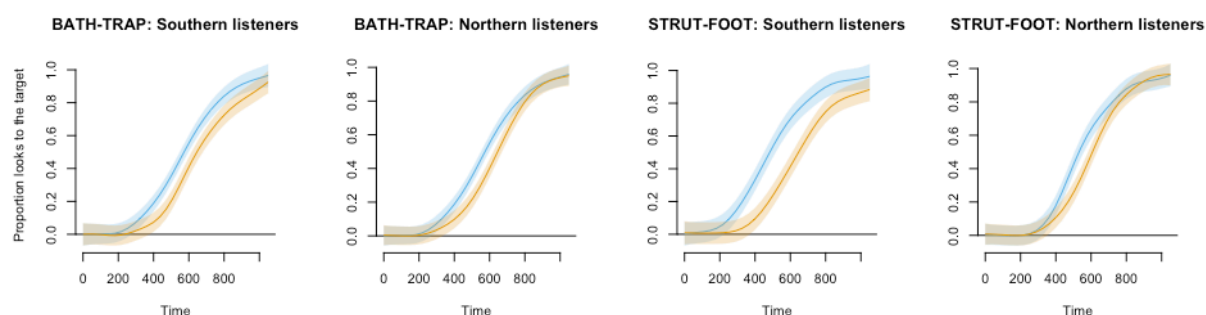 BATH-TRAP: Southern listeners
BATH-TRAP: Northern listeners
STRUT-FOOT: Southern listeners
STRUT-FOOT: Northern listeners
Proportion looks to the target
1.0
0.8
0.6
0.4
0.2
0.0
0 200 400 600 800
Time
1.0
0.8
0.6
0.4
0.2
0.0
0 200 400 600 800
Time
1.0
0.8
0.6
0.4
0.2
0.0
0 200 400 600 800
Time
1.0
0.8
0.6
0.4
0.2
0.0
0 200 400 600 800
Time